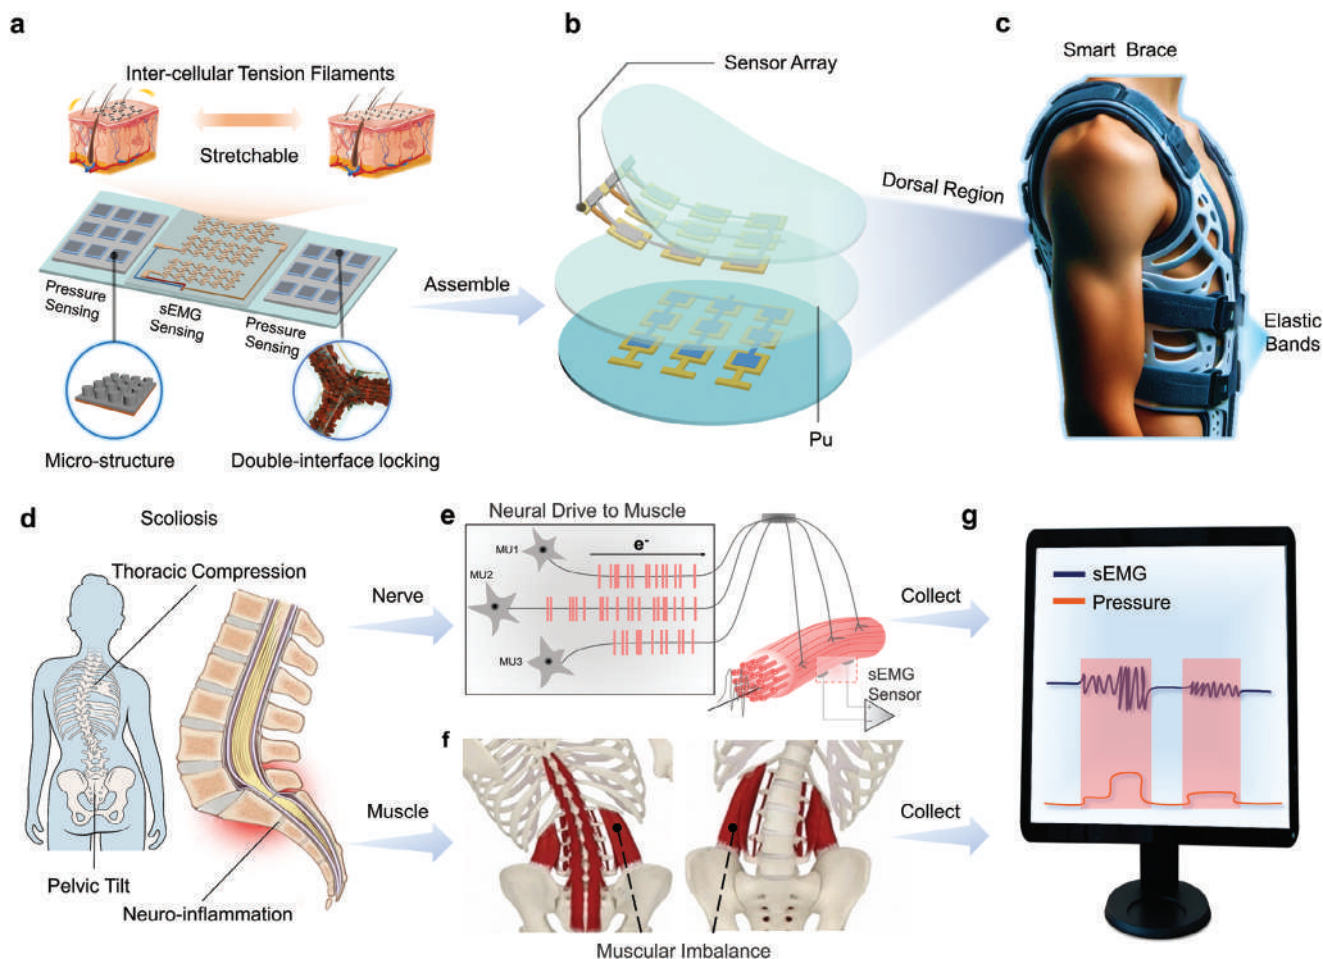 a
Inter-cellular Tension Filaments
Stretchable
Pressure
Sensing
sEMG
Sensing
Pressure
Sensing
Micro-structure
Double-interface locking
Assemble
b
Sensor Array
Dorsal Region
Pu
c
Smart Brace
Elastic
Bands
d
Scoliosis
Thoracic Compression
Pelvic Tilt
Neuro-inflammation
Nerve
Muscle
e
Neural Drive to Muscle
MU1
e-
MU2
MU3
sEMG
Sensor
+
-
Collect
f
Muscular Imbalance
Collect
g
sEMG
Pressure